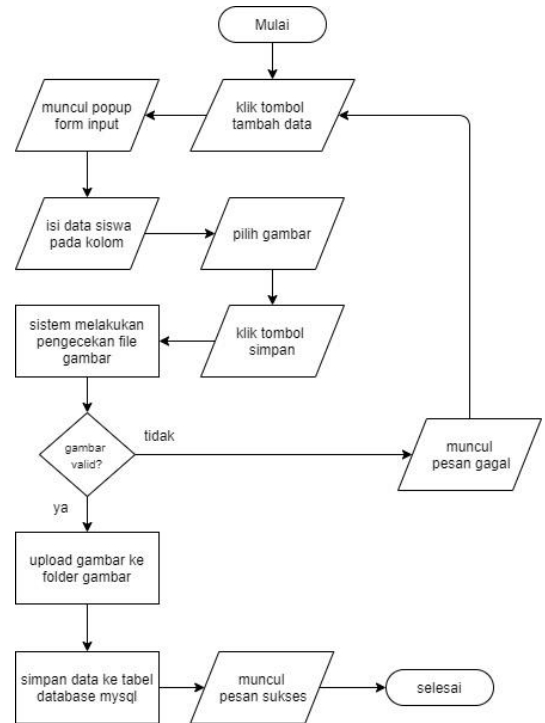 Mulai
klik tombol
tambah data
muncul popup
form input
isi data siswa
pada kolom
pilih gambar
klik tombol
simpan
sistem melakukan
pengecekan file
gambar
gambar
valid?
tidak
muncul
pesan gagal
ya
upload gambar ke
folder gambar
simpan data ke tabel
database mysql
muncul
pesan sukses
selesai